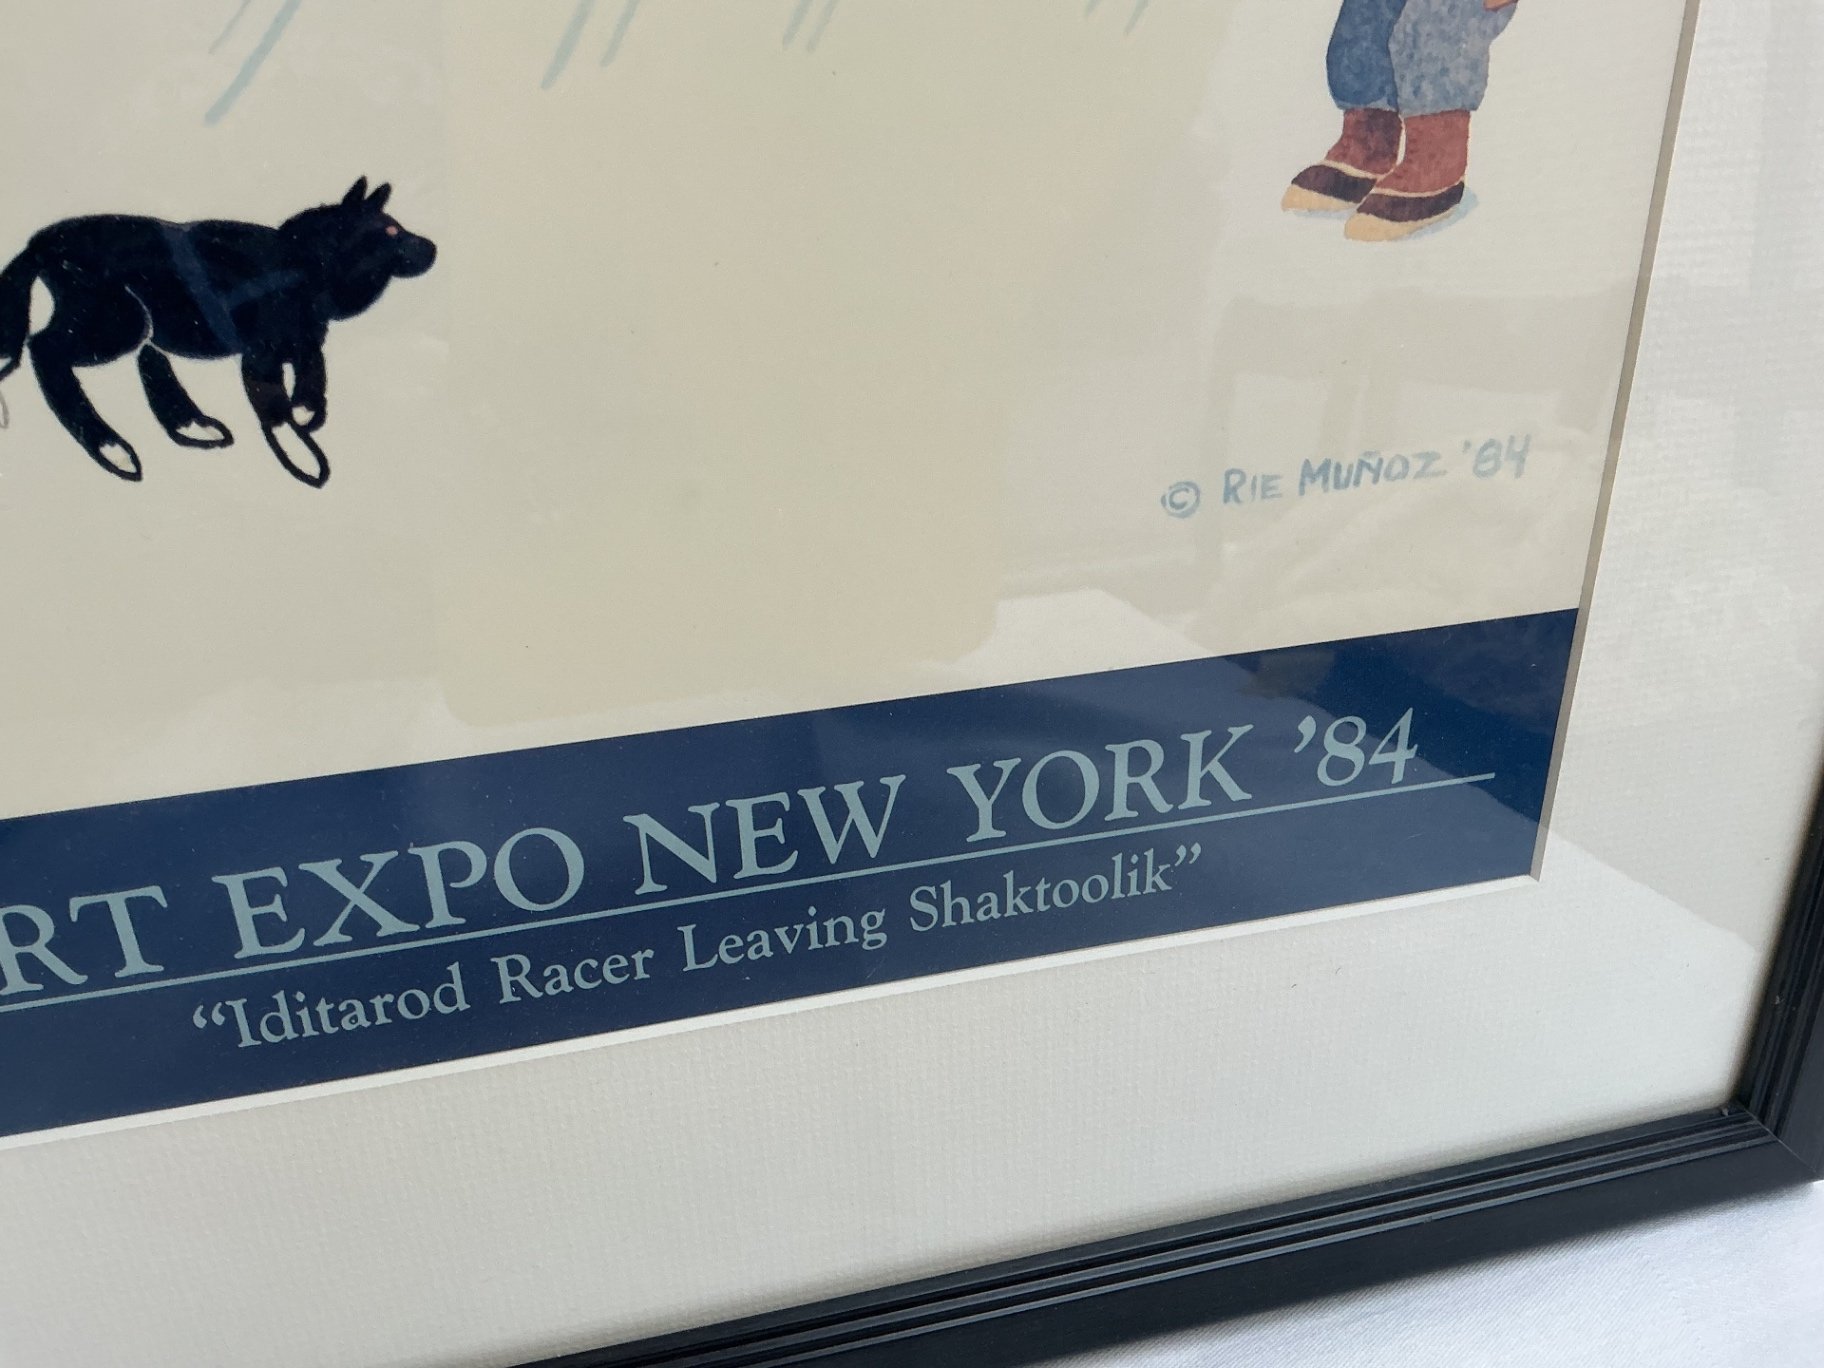 © RIE MUÑOZ '84
RT EXPO NEW YORK ’84
“Iditarod Racer Leaving Shaktoolik”